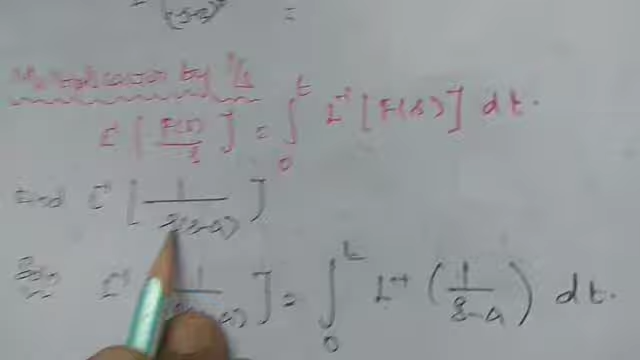 Multiplication by 1/s
L⁻¹ [ F(s)/s ] = ∫₀ᵗ L⁻¹ [F(s)] dt.
Find L⁻¹ [ 1/s(s-a) ]
Soln L⁻¹ [ 1/s(s-a) ] = ∫₀ᵗ L⁻¹ ( 1/s-a ) dt.